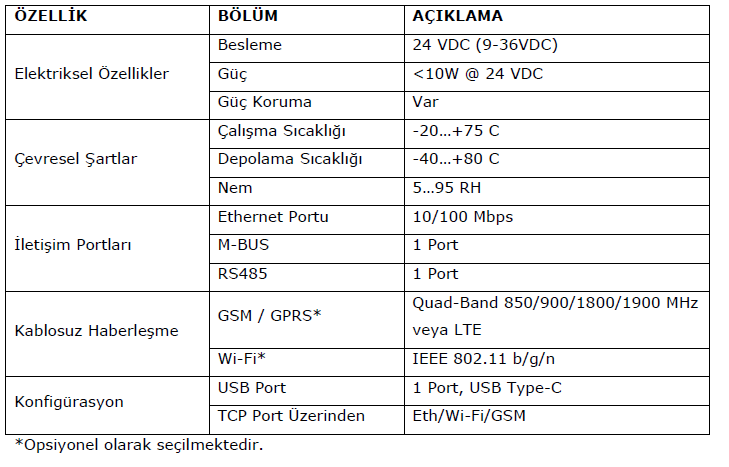 ÖZELLİK BÖLÜM AÇIKLAMA
Elektriksel Özellikler
Besleme 24 VDC (9-36VDC)
Güç <10W @ 24 VDC
Güç Koruma Var
Çevresel Şartlar
Çalışma Sıcaklığı -20…+75 C
Depolama Sıcaklığı -40…+80 C
Nem 5…95 RH
İletişim Portları
Ethernet Portu 10/100 Mbps
M-BUS 1 Port
RS485 1 Port
Kablosuz Haberleşme
GSM / GPRS* Quad-Band 850/900/1800/1900 MHz
veya LTE
Wi-Fi* IEEE 802.11 b/g/n
Konfigürasyon
USB Port 1 Port, USB Type-C
TCP Port Üzerinden Eth/Wi-Fi/GSM
*Opsiyonel olarak seçilmektedir.